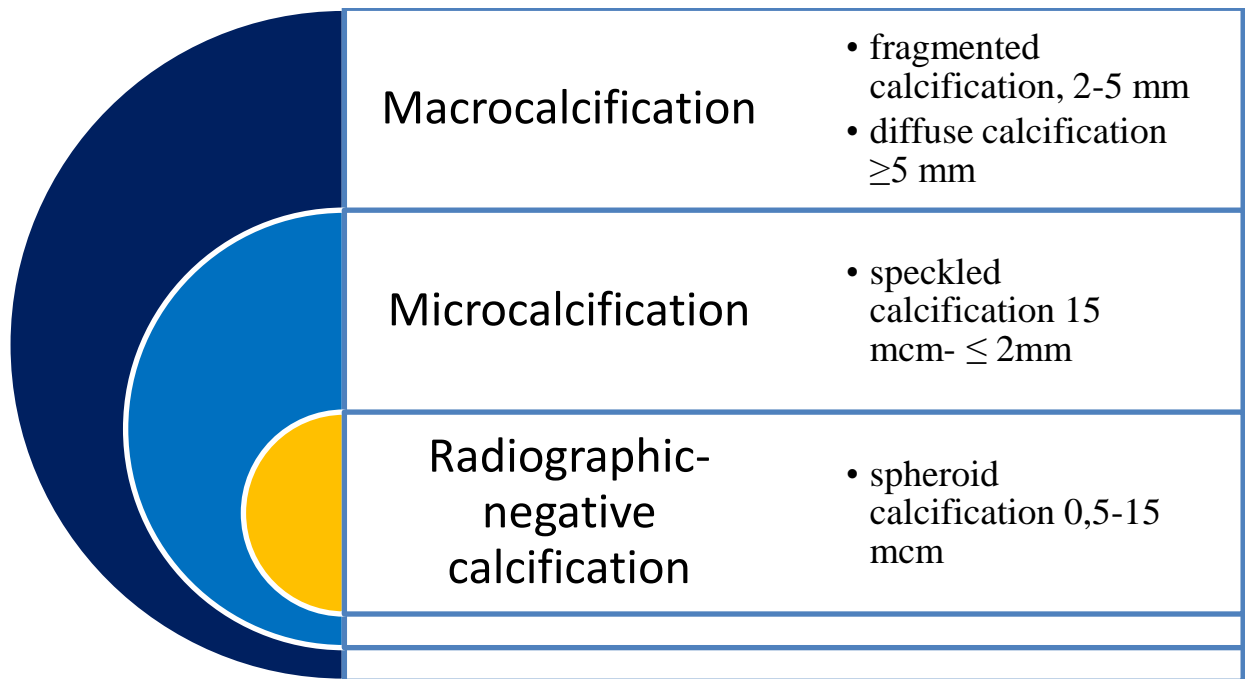 Macrocalcification
• fragmented
calcification, 2-5 mm
• diffuse calcification
≥5 mm
Microcalcification
• speckled
calcification 15
mcm- ≤ 2mm
Radiographic-
negative
calcification
• spheroid
calcification 0,5-15
mcm